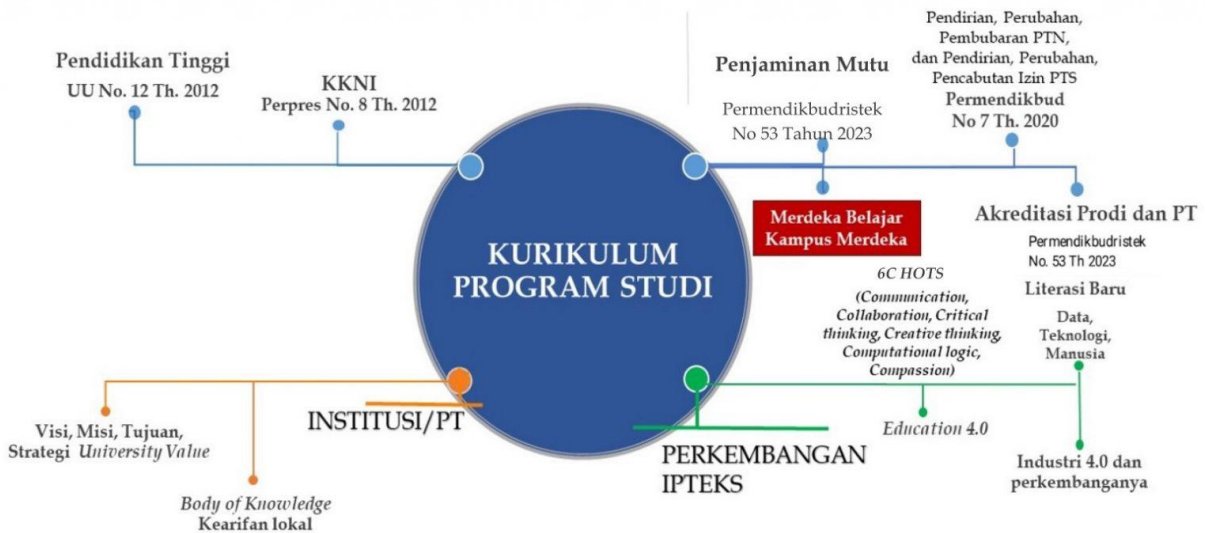 Pendidikan Tinggi
UU No. 12 Th. 2012
KKNI
Perpres No. 8 Th. 2012
Penjaminan Mutu
Permendikbudristek
No 53 Tahun 2023
Pendirian, Perubahan,
Pembubaran PTN,
dan Pendirian, Perubahan,
Pencabutan Izin PTS
Permendikbud
No 7 Th. 2020
Merdeka Belajar
Kampus Merdeka
Akreditasi Prodi dan PT
Permendikbudristek
No. 53 Th 2023
KURIKULUM
PROGRAM STUDI
6C HOTS
(Communication,
Collaboration, Critical
thinking, Creative thinking,
Computational logic,
Compassion)
Literasi Baru
Data,
Teknologi,
Manusia
INSTITUSI/PT
Visi, Misi, Tujuan,
Strategi University Value
Body of Knowledge
Kearifan lokal
PERKEMBANGAN
IPTEKS
Education 4.0
Industri 4.0 dan
perkembanganya